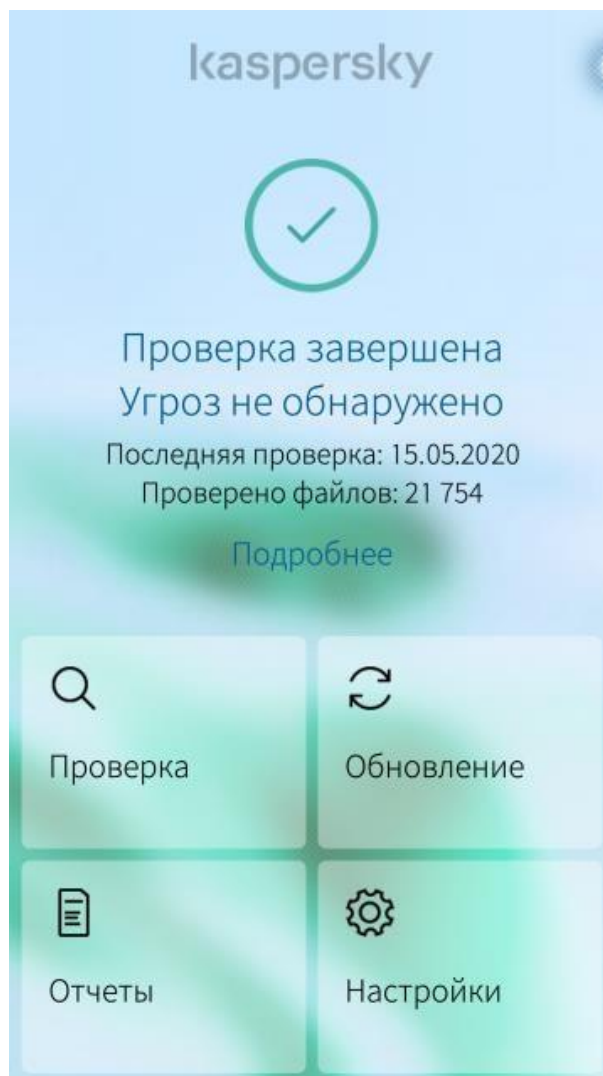 kaspersky
Проверка завершена
Угроз не обнаружено
Последняя проверка: 15.05.2020
Проверено файлов: 21 754
Подробнее
Проверка
Обновление
Отчеты
Настройки